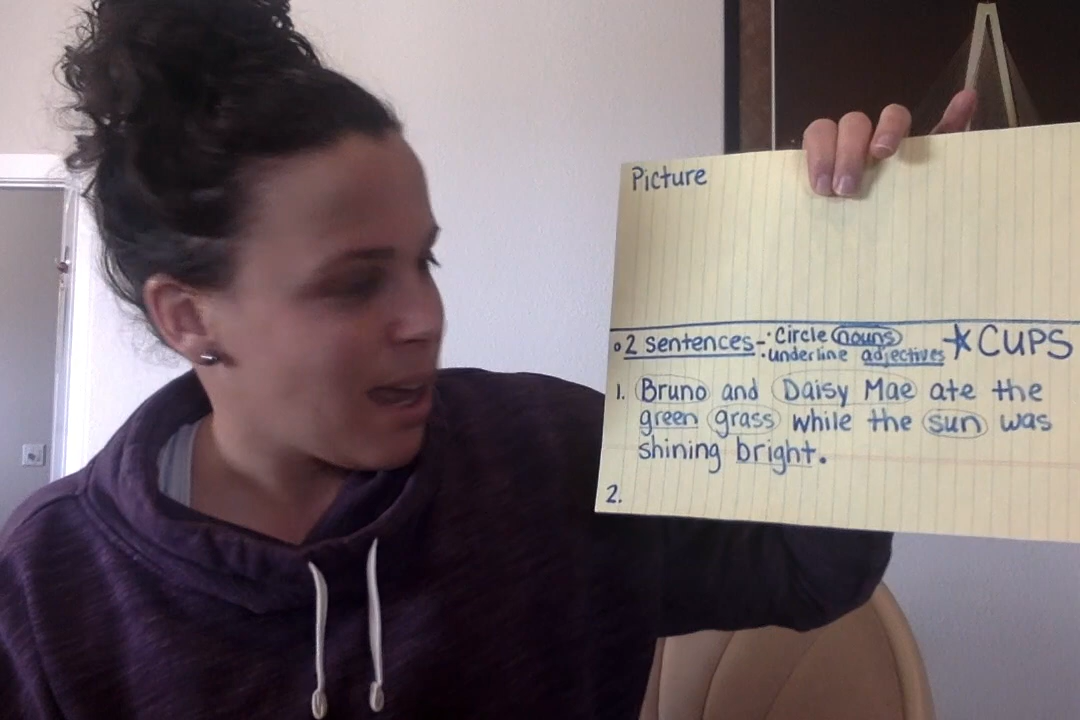 Picture
• 2 sentences - • Circle nouns ★ CUPS
• underline adjectives
1. Bruno and Daisy Mae ate the
green grass while the sun was
shining bright.
2.